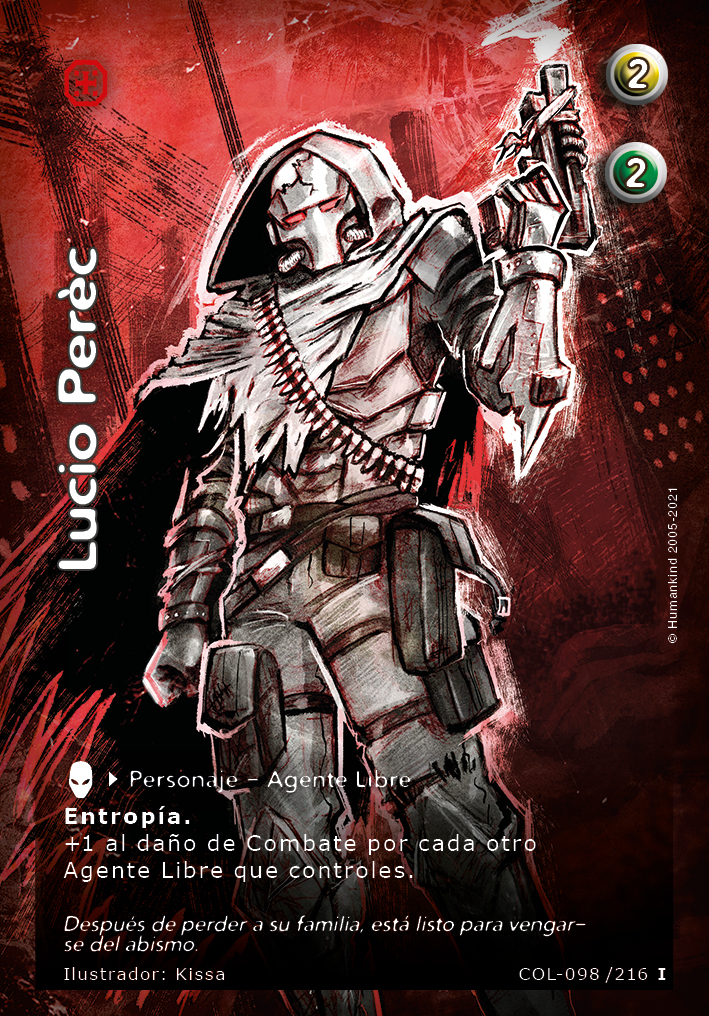 2
2
Lucio Perèc
© Humankind 2005-2021
Personaje - Agente Libre
Entropía.
+1 al daño de Combate por cada otro
Agente Libre que controles.
Después de perder a su familia, está listo para vengar-
se del abismo.
Ilustrador: Kissa
COL-098 /216 I